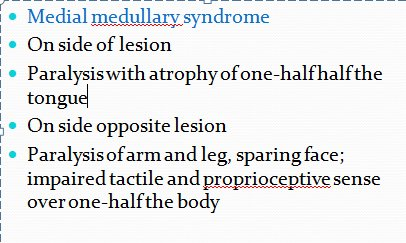 Medial medullary syndrome
On side of lesion
Paralysis with atrophy of one-half half the
tongue
On side opposite lesion
Paralysis of arm and leg, sparing face;
impaired tactile and proprioceptive sense
over one-half the body